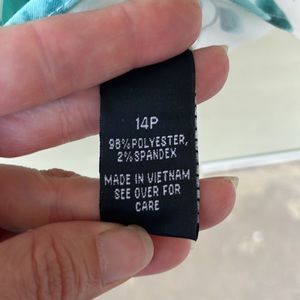 14P
98% POLYESTER,
2% SPANDEX
MADE IN VIETNAM
SEE OVER FOR
CARE